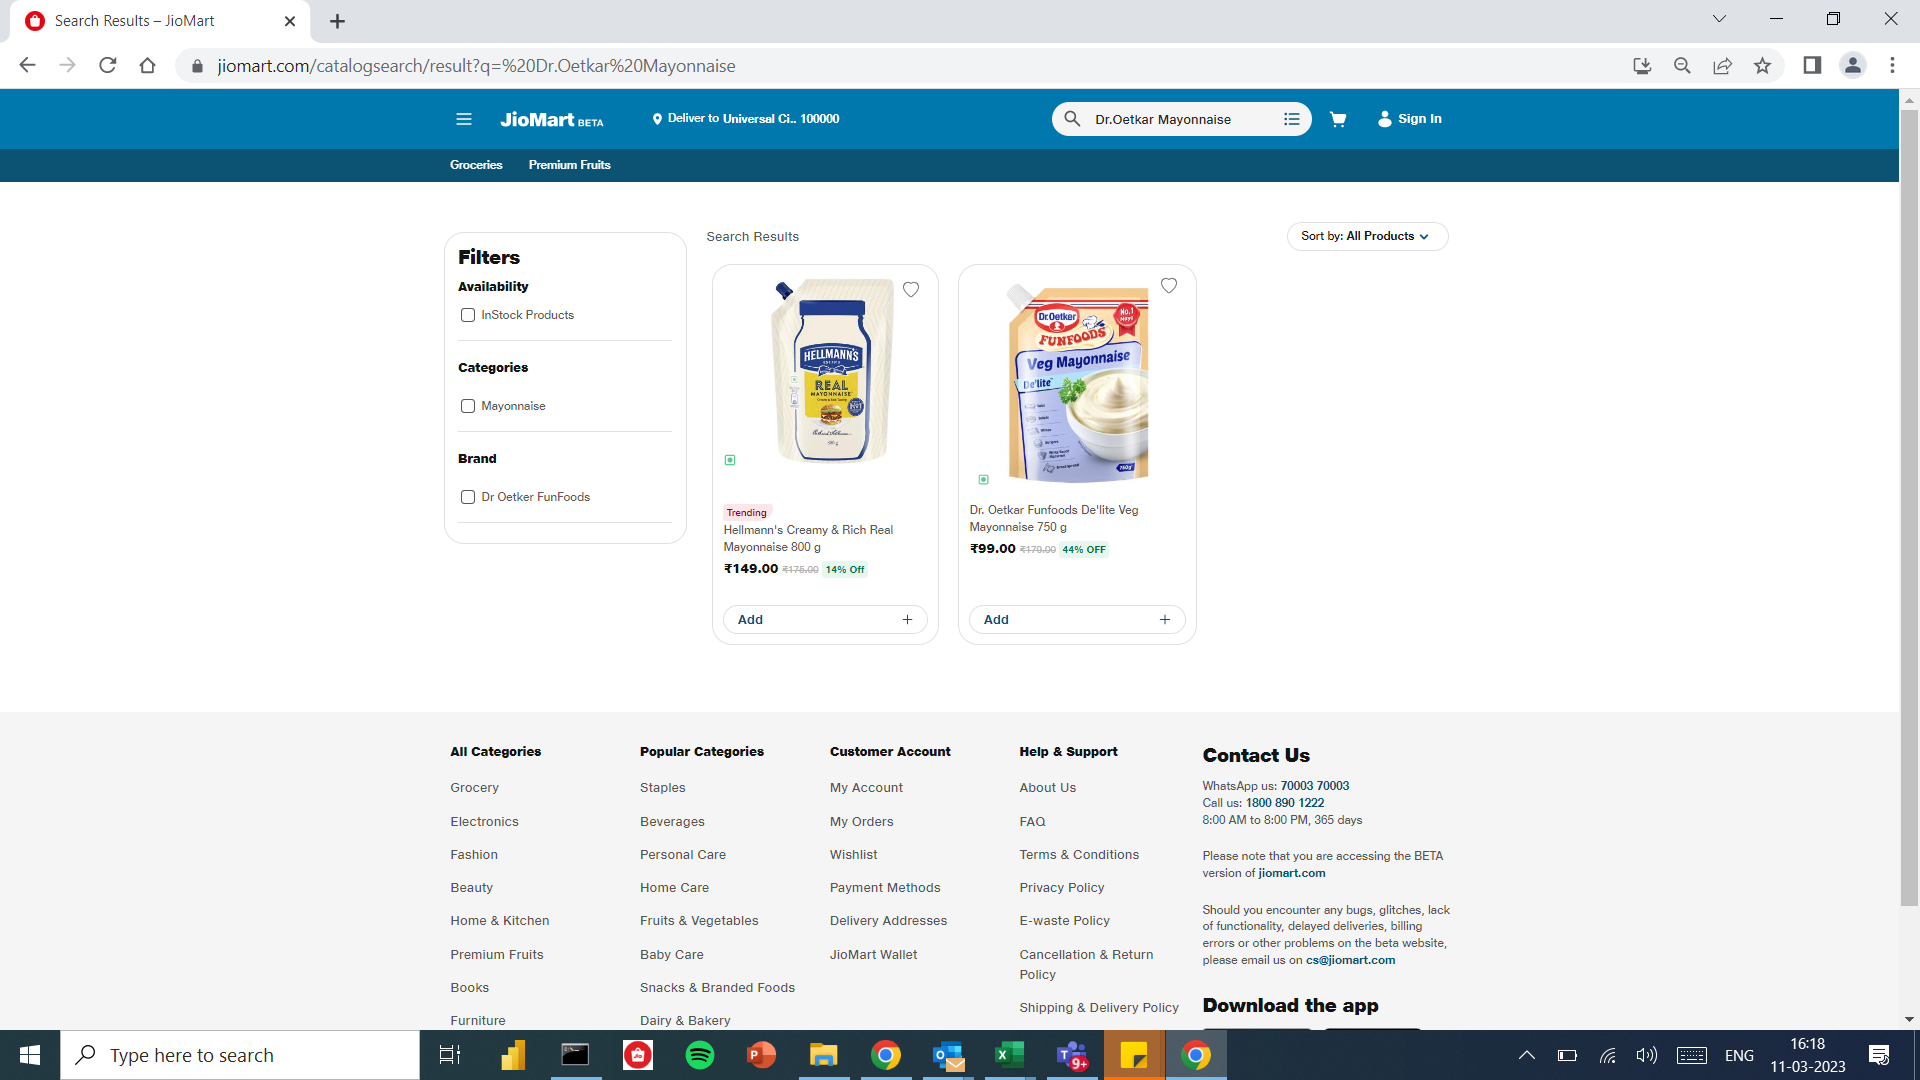 Search Results – JioMart
jiomart.com/catalogsearch/result?q=%20Dr.Oetkar%20Mayonnaise
JioMart BETA
Deliver to Universal Ci.. 100000
Dr.Oetkar Mayonnaise
Sign In
Groceries
Premium Fruits
Filters
Availability
InStock Products
Categories
Mayonnaise
Brand
Dr Oetker FunFoods
Search Results
Sort by: All Products
HELLMANN'S
REAL
MAYONNAISE
Trending
Hellmann's Creamy & Rich Real
Mayonnaise 800 g
₹149.00 ₹175.00 14% Off
Add
Dr.Oetker
FUNFOODS
No.1
Veg Mayonnaise
De'lite
750g
Dr. Oetkar Funfoods De'lite Veg
Mayonnaise 750 g
₹99.00 ₹179.00 44% OFF
Add
All Categories
Grocery
Electronics
Fashion
Beauty
Home & Kitchen
Premium Fruits
Books
Furniture
Popular Categories
Staples
Beverages
Personal Care
Home Care
Fruits & Vegetables
Baby Care
Snacks & Branded Foods
Dairy & Bakery
Customer Account
My Account
My Orders
Wishlist
Payment Methods
Delivery Addresses
JioMart Wallet
Help & Support
About Us
FAQ
Terms & Conditions
Privacy Policy
E-waste Policy
Cancellation & Return
Policy
Shipping & Delivery Policy
Contact Us
WhatsApp us: 70003 70003
Call us: 1800 890 1222
8:00 AM to 8:00 PM, 365 days
Please note that you are accessing the BETA
version of jiomart.com
Should you encounter any bugs, glitches, lack
of functionality, delayed deliveries, billing
errors or other problems on the beta website,
please email us on cs@jiomart.com
Download the app
Type here to search
9+
ENG
16:18
11-03-2023